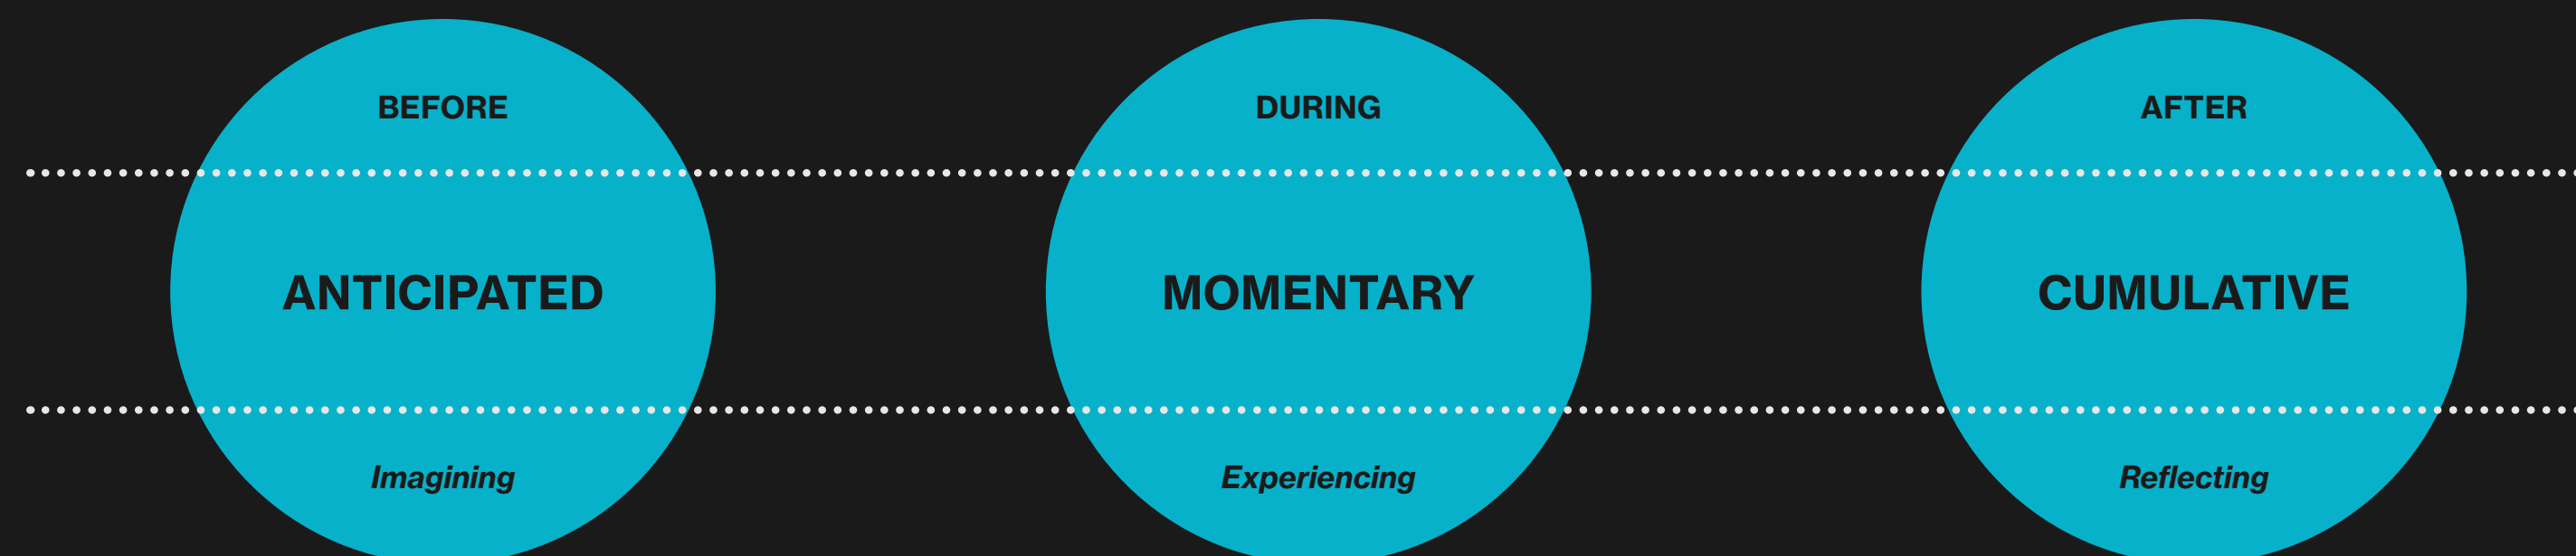 BEFORE
DURING
AFTER
ANTICIPATED
MOMENTARY
CUMULATIVE
Imagining
Experiencing
Reflecting